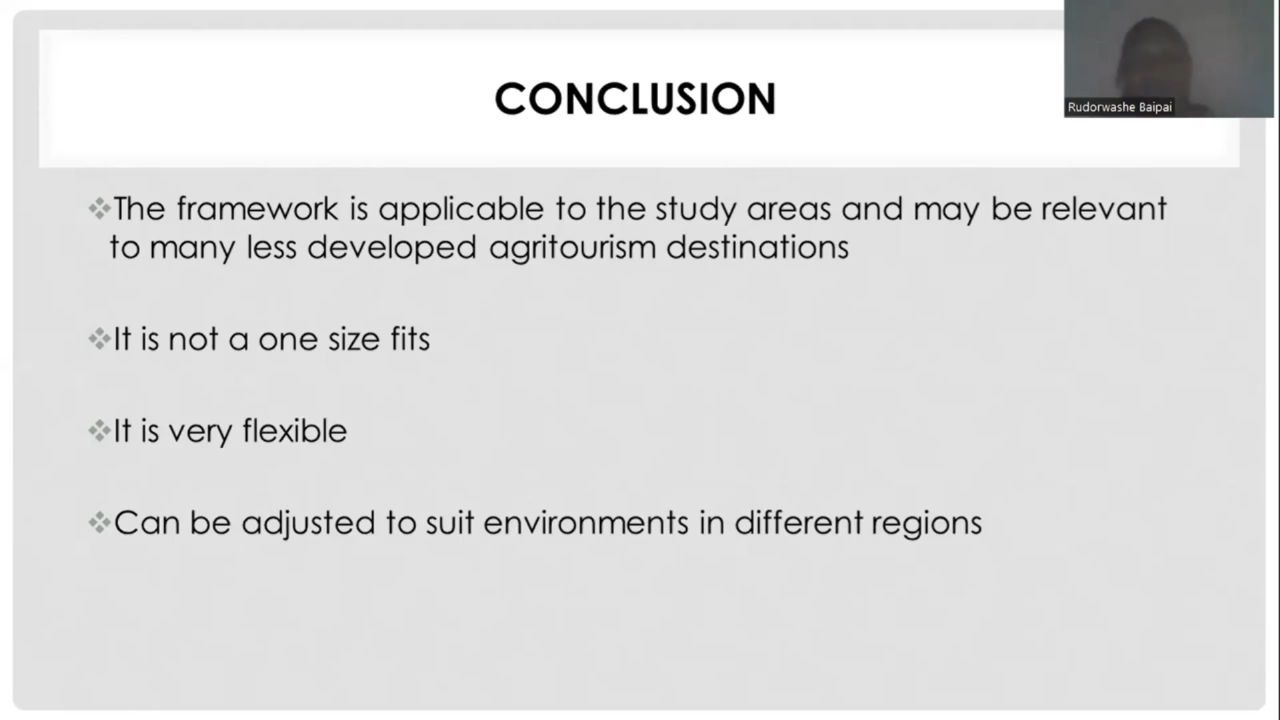 CONCLUSION
Rudorwashe Baipai
❖The framework is applicable to the study areas and may be relevant
to many less developed agritourism destinations
❖It is not a one size fits
❖It is very flexible
❖Can be adjusted to suit environments in different regions